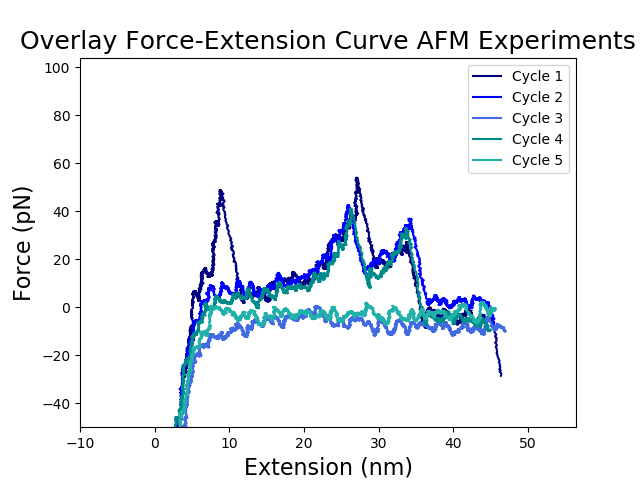 Overlay Force-Extension Curve AFM Experiments
100
80
60
40
20
0
−20
−40
Force (pN)
Cycle 1
Cycle 2
Cycle 3
Cycle 4
Cycle 5
−10
0
10
20
30
40
50
Extension (nm)